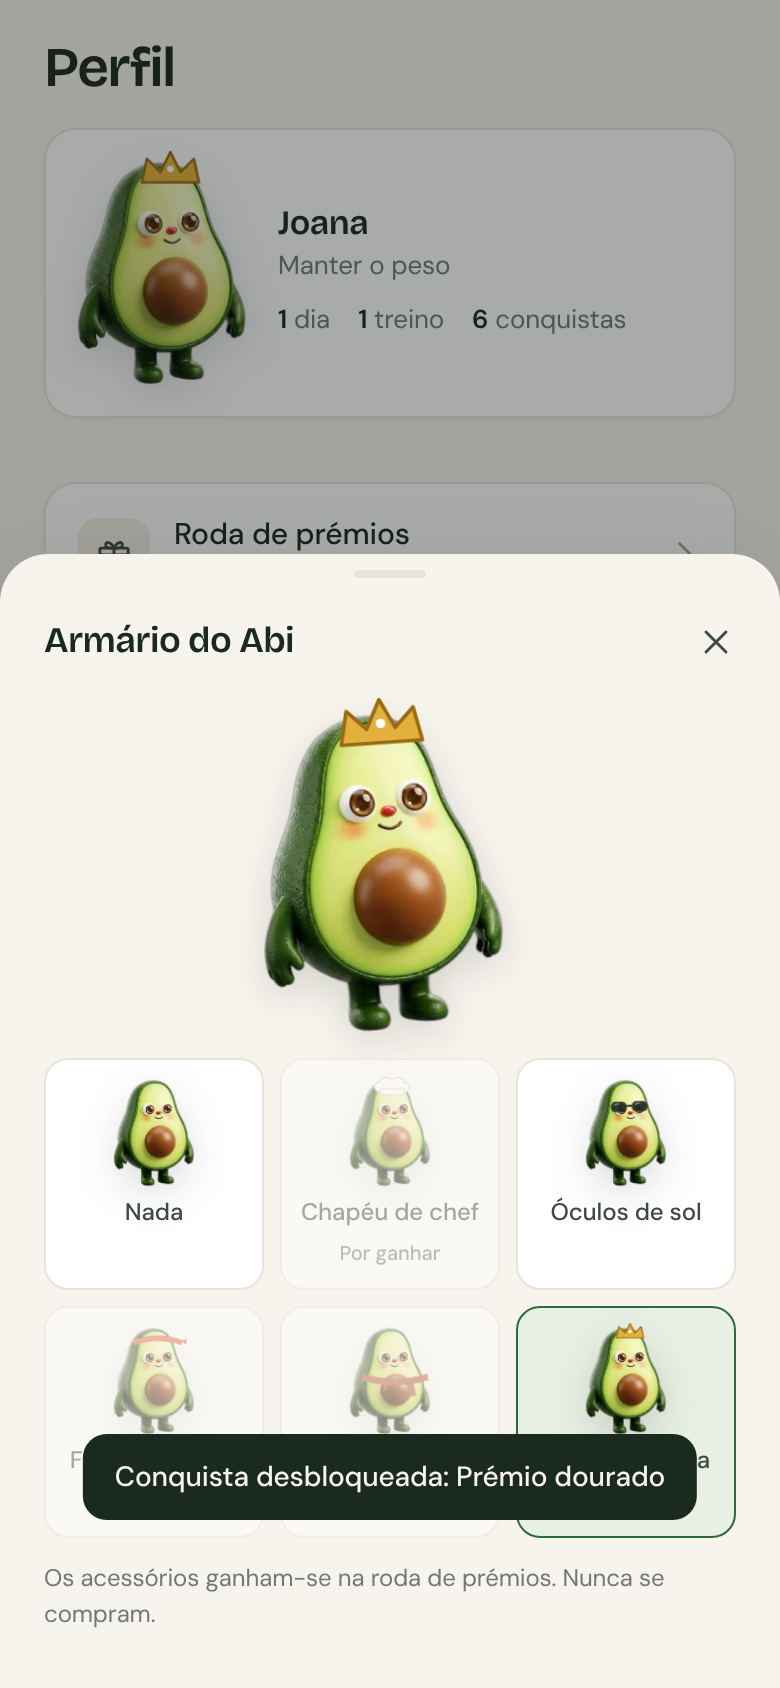 Perfil
Joana
Manter o peso
1 dia 1 treino 6 conquistas
Roda de prémios
Armário do Abi
Nada
Chapéu de chef
Óculos de sol
Por ganhar
Conquista desbloqueada: Prémio dourado
Os acessórios ganham-se na roda de prémios. Nunca se
compram.